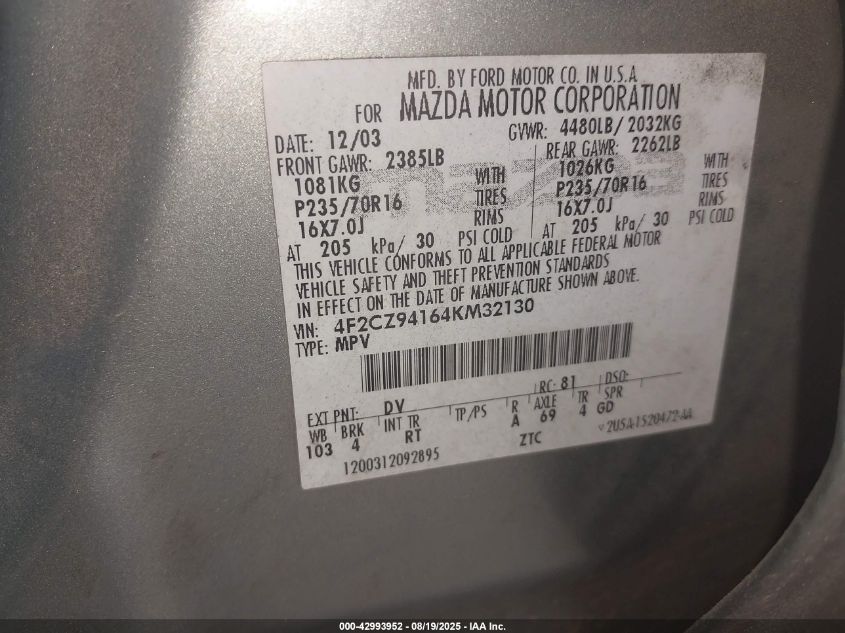 MFD. BY FORD MOTOR CO. IN U.S.A.
FOR MAZDA MOTOR CORPORATION
DATE: 12/03 GVWR: 4480LB/ 2032KG
FRONT GAWR: 2385LB REAR GAWR: 2262LB
1081KG WITH 1026KG WITH
P235/70R16 TIRES P235/70R16 TIRES
16X7.0J RIMS 16X7.0J RIMS
AT 205 kPa/ 30 PSI COLD AT 205 kPa/ 30 PSI COLD
THIS VEHICLE CONFORMS TO ALL APPLICABLE FEDERAL MOTOR
VEHICLE SAFETY AND THEFT PREVENTION STANDARDS
IN EFFECT ON THE DATE OF MANUFACTURE SHOWN ABOVE.
VIN: 4F2CZ94164KM32130
TYPE: MPV
EXT PNT: DV RC: 81 DSO:
WB BRK INT TR TP/PS R AXLE TR SPR
103 4 RT A 69 4 GD
1200312092895 ZTC v 2U5A-1520472-AA
000-42993952 - 08/19/2025 - IAA Inc.